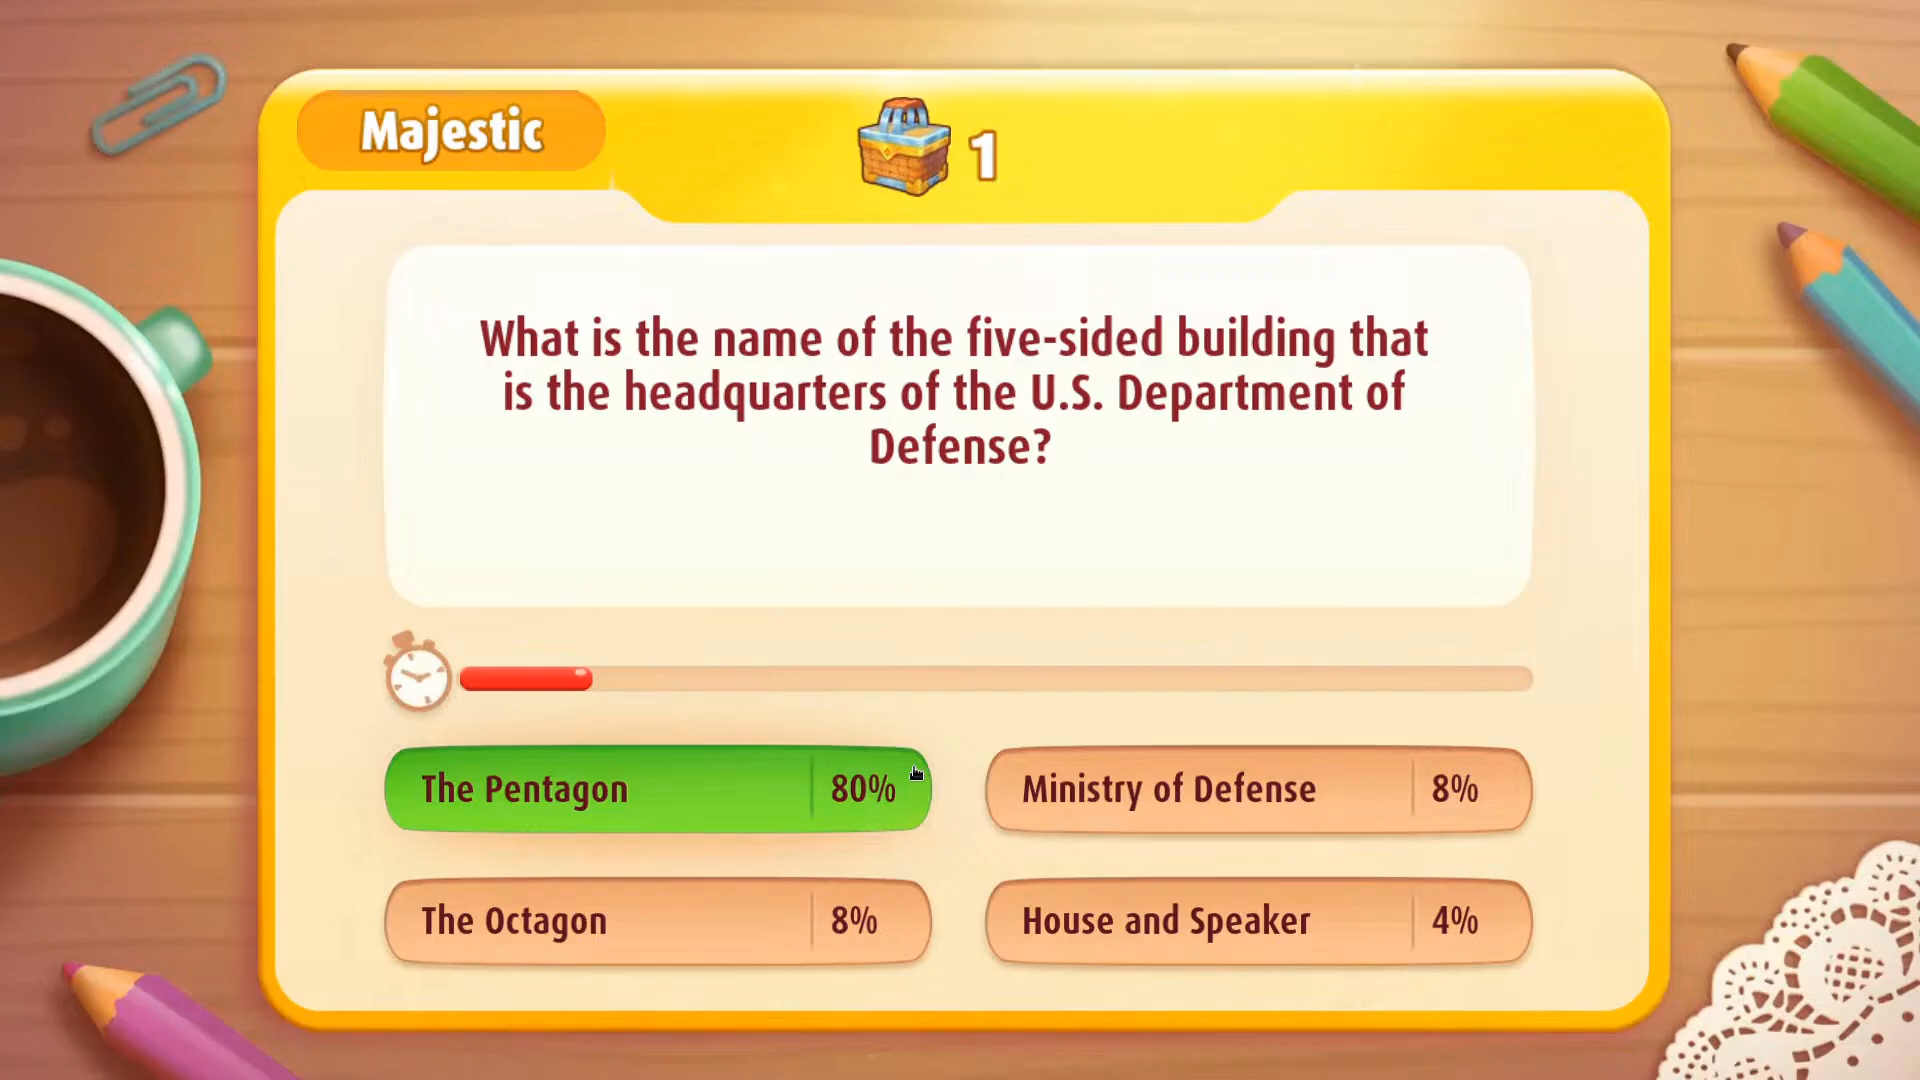 Majestic
1
What is the name of the five-sided building that
is the headquarters of the U.S. Department of
Defense?
The Pentagon 80%
Ministry of Defense 8%
The Octagon 8%
House and Speaker 4%